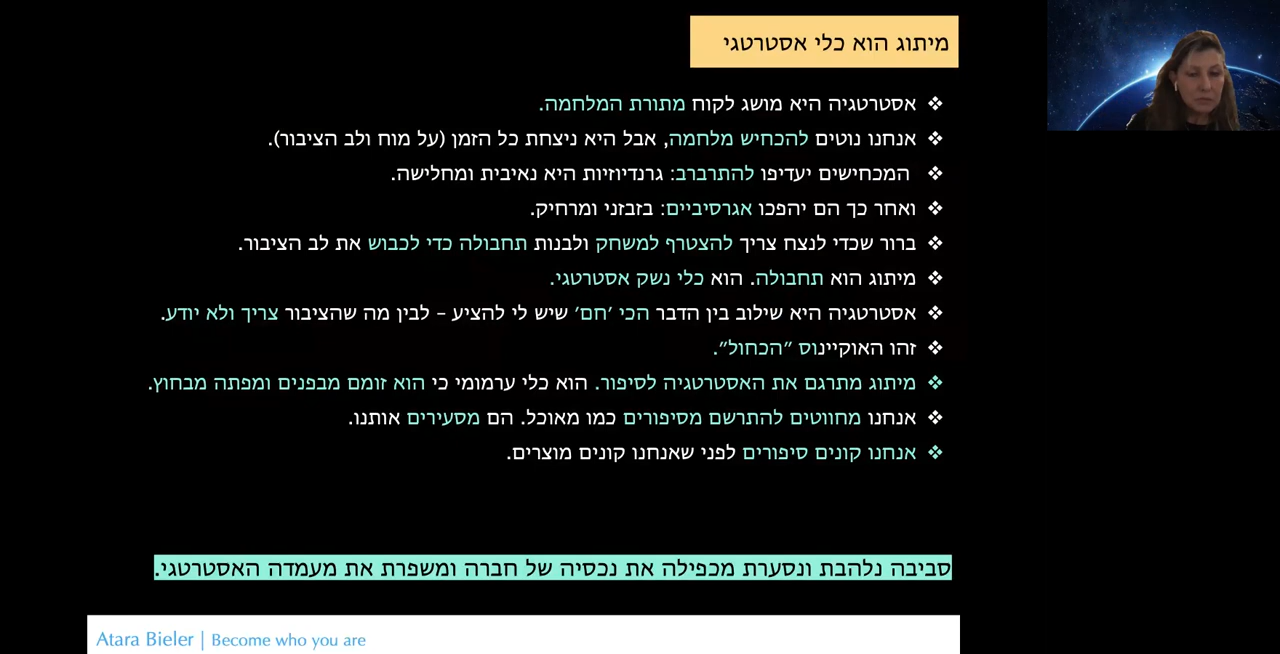 מיתוג הוא כלי אסטרטגי
❖ אסטרטגיה היא מושג לקוח מתורת המלחמה.
❖ אנחנו נוטים להכחיש מלחמה, אבל היא ניצחת כל הזמן (על מוח ולב הציבור).
❖ המכחישים יעדיפו להתרברב: גרנדיוזיות היא נאיבית ומחלישה.
❖ ואחר כך הם יהפכו אגרסיביים: בזבזני ומרחיק.
❖ ברור שכדי לנצח צריך להצטרף למשחק ולבנות תחבולה כדי לכבוש את לב הציבור.
❖ מיתוג הוא תחבולה. הוא כלי נשק אסטרטגי.
❖ אסטרטגיה היא שילוב בין הדבר הכי ׳חם׳ שיש לי להציע – לבין מה שהציבור צריך ולא יודע.
❖ זהו האוקיינוס ״הכחול״.
❖ מיתוג מתרגם את האסטרטגיה לסיפור. הוא כלי ערמומי כי הוא זומם מבפנים ומפתה מבחוץ.
❖ אנחנו מחווטים להתרשם מסיפורים כמו מאוכל. הם מסעירים אותנו.
❖ אנחנו קונים סיפורים לפני שאנחנו קונים מוצרים.
סביבה נלהבת ונסערת מכפילה את נכסיה של חברה ומשפרת את מעמדה האסטרטגי.
Atara Bieler | Become who you are